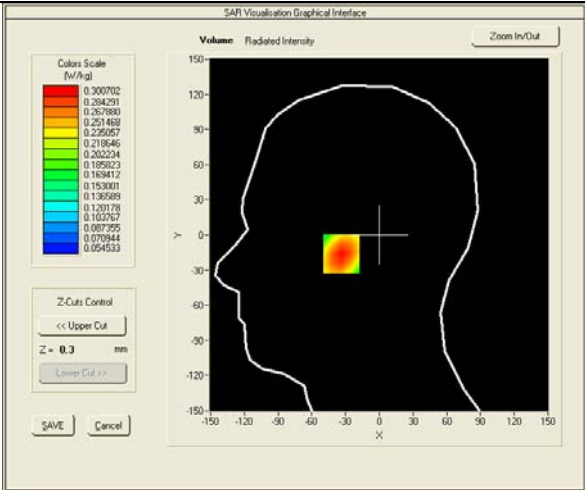 SAR Visualisation Graphical Interface
Volume Radiated Intensity
Zoom In/Out
Colors Scale
(W/kg)
0.300702
0.284291
0.267880
0.251468
0.235057
0.218646
0.202234
0.185823
0.169412
0.153001
0.136589
0.120178
0.103767
0.087355
0.070944
0.054533
Z-Cuts Control
<< Upper Cut
Z = 0.3 mm
Lower Cut >>
SAVE Cancel
150
120
90
60
30
0
-30
-60
-90
-120
-150
Y
-150 -120 -90 -60 -30 0 30 60 90 120 150
X